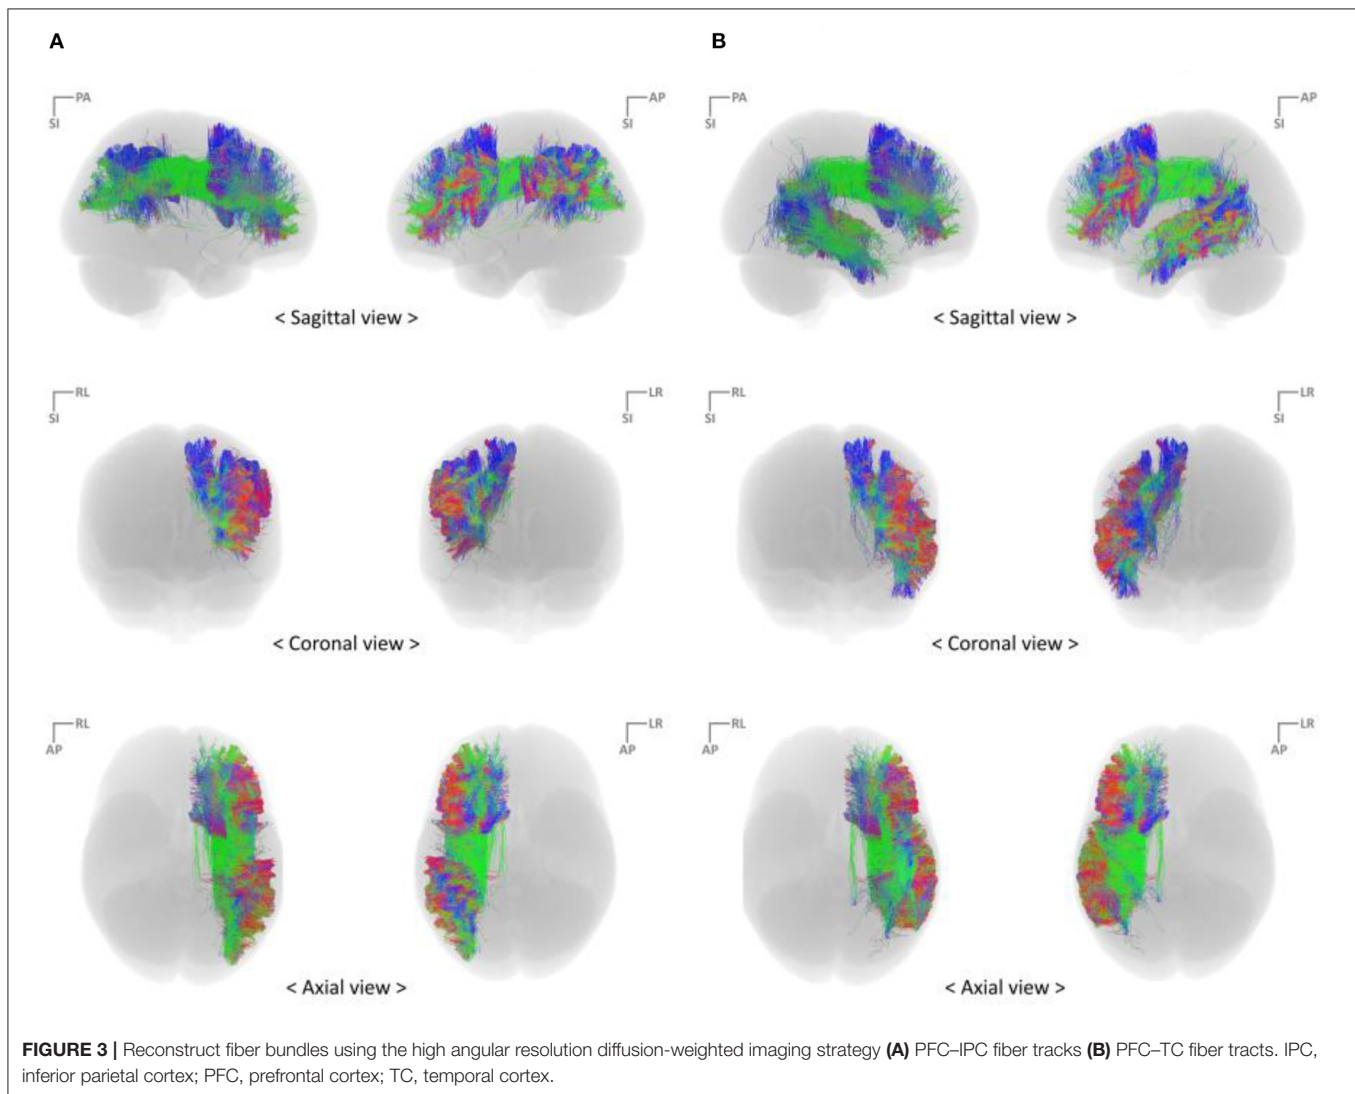 A
B
PA
SI
AP
SI
PA
SI
AP
SI
< Sagittal view >
< Sagittal view >
RL
SI
LR
SI
RL
SI
LR
SI
< Coronal view >
< Coronal view >
RL
AP
LR
AP
RL
AP
LR
AP
< Axial view >
< Axial view >
FIGURE 3 | Reconstruct fiber bundles using the high angular resolution diffusion-weighted imaging strategy (A) PFC–IPC fiber tracks (B) PFC–TC fiber tracts. IPC,
inferior parietal cortex; PFC, prefrontal cortex; TC, temporal cortex.